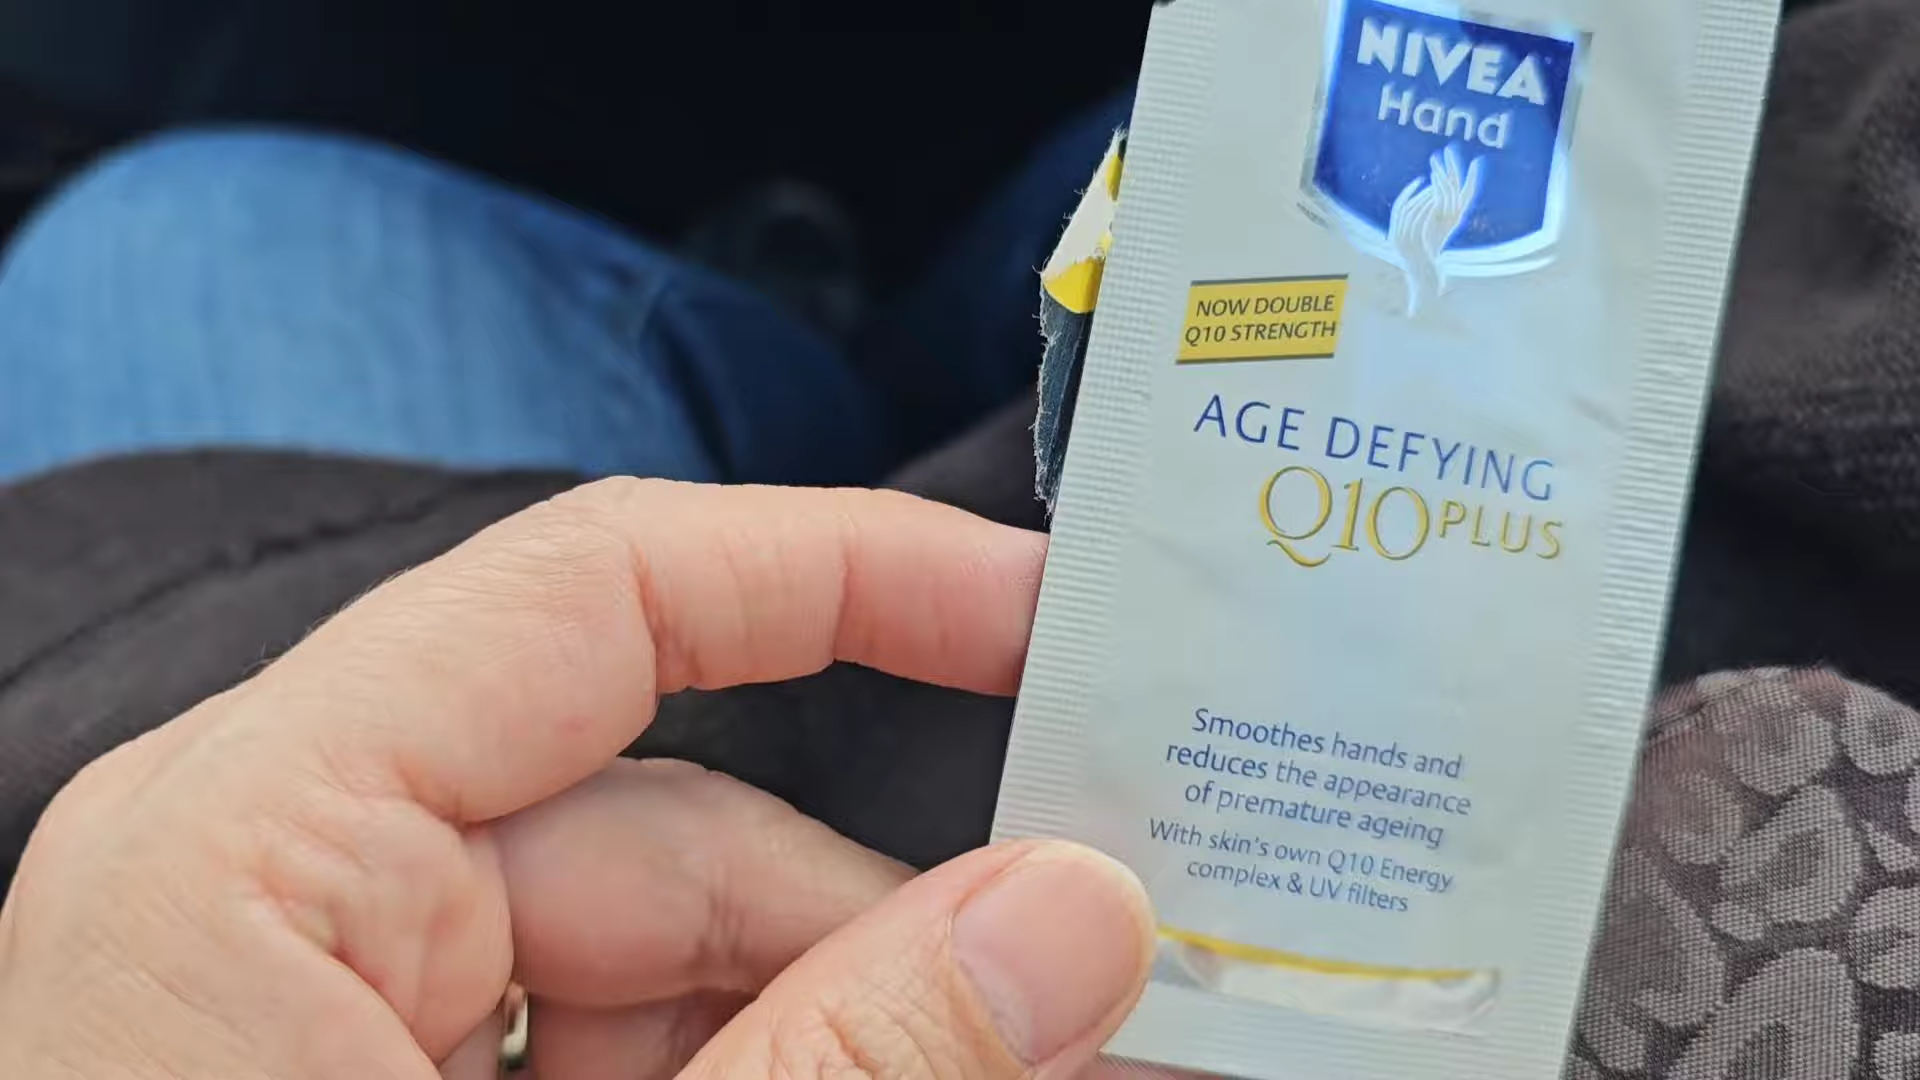 NIVEA
Hand
NOW DOUBLE
Q10 STRENGTH
AGE DEFYING
Q10 PLUS
Smoothes hands and
reduces the appearance
of premature ageing
With skin's own Q10 Energy
complex & UV filters